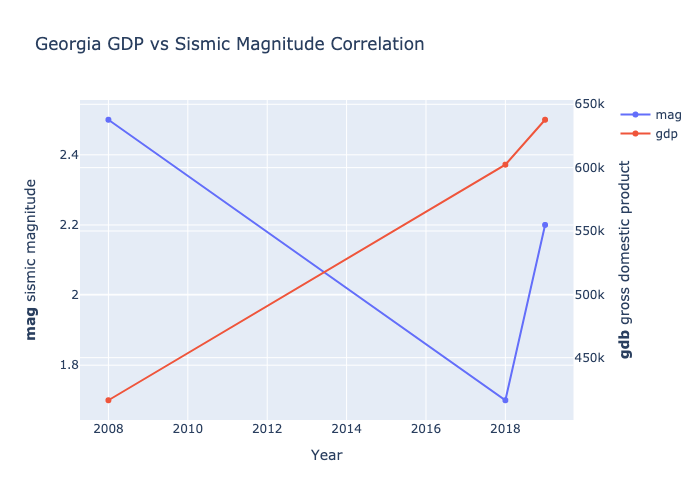 Georgia GDP vs Sismic Magnitude Correlation
650k
mag
gdp
2.4
600k
2.2
550k
2
500k
1.8
450k
mag sismic magnitude
gdb gross domestic product
2008 2010 2012 2014 2016 2018
Year